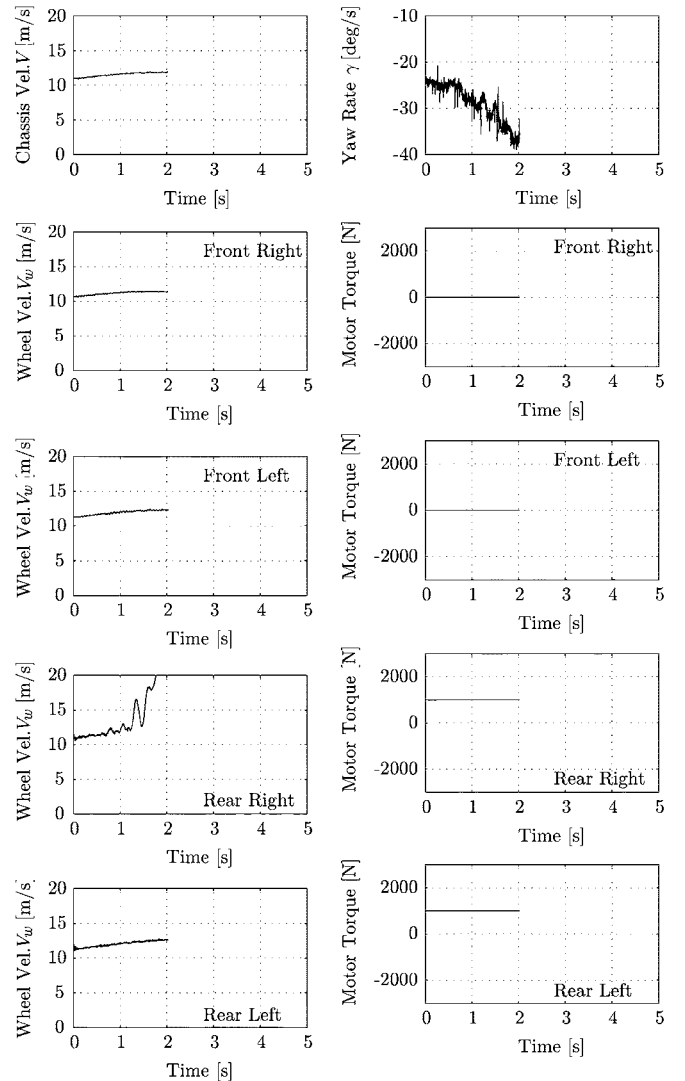 Chassis Vel.V [m/s]
20
15
10
5
0
0 1 2 3 4 5
Time [s]
Yaw Rate γ [deg/s]
-10
-20
-30
-40
0 1 2 3 4 5
Time [s]
Wheel Vel.Vw [m/s]
20
15
10
5
0
Front Right
0 1 2 3 4 5
Time [s]
Motor Torque [N]
2000
0
-2000
Front Right
0 1 2 3 4 5
Time [s]
Wheel Vel.Vw [m/s]
20
15
10
5
0
Front Left
0 1 2 3 4 5
Time [s]
Motor Torque [N]
2000
0
-2000
Front Left
0 1 2 3 4 5
Time [s]
Wheel Vel.Vw [m/s]
20
15
10
5
0
Rear Right
0 1 2 3 4 5
Time [s]
Motor Torque [N]
2000
0
-2000
Rear Right
0 1 2 3 4 5
Time [s]
Wheel Vel.Vw [m/s]
20
15
10
5
0
Rear Left
0 1 2 3 4 5
Time [s]
Motor Torque [N]
2000
0
-2000
Rear Left
0 1 2 3 4 5
Time [s]